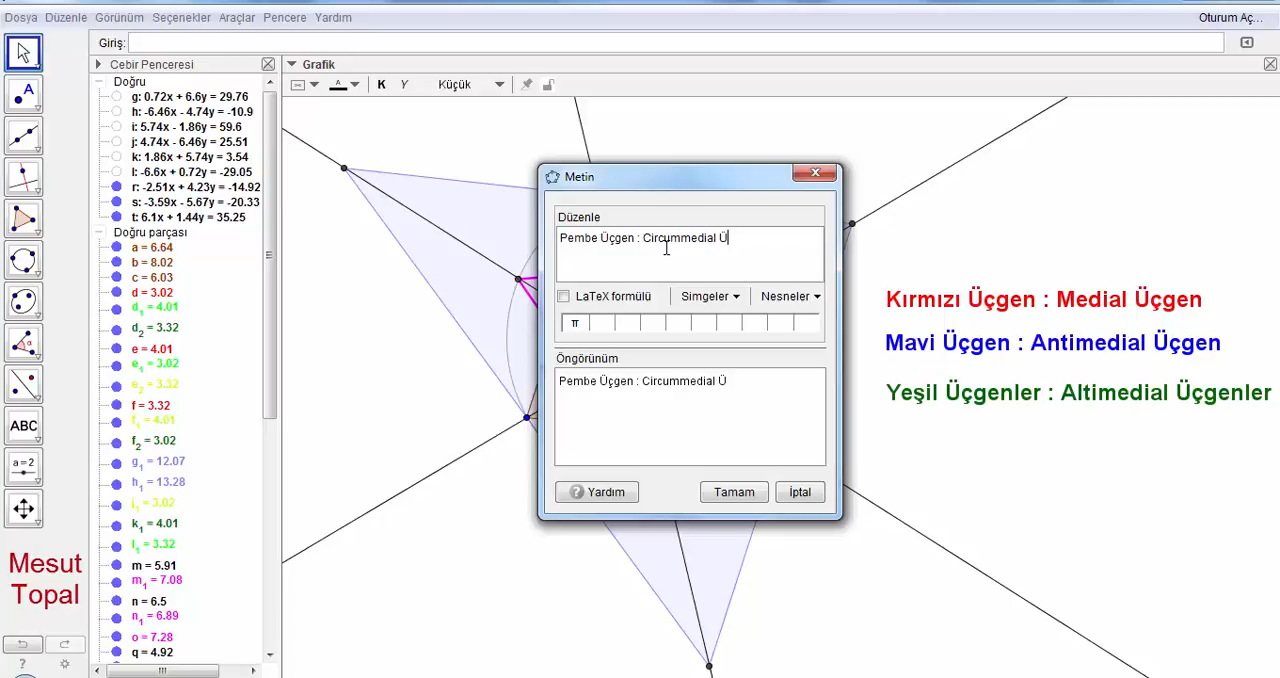 Dosya Düzenle Görünüm Seçenekler Araçlar Pencere Yardım Oturum Aç...
Giriş:
Cebir Penceresi
Grafik
K Y Küçük
Doğru
g: 0.72x + 6.6y = 29.76
h: -6.46x - 4.74y = -10.9
i: 5.74x - 1.86y = 59.6
j: 4.74x - 6.46y = 25.51
k: 1.86x + 5.74y = 3.54
l: -6.6x + 0.72y = -29.05
r: -2.51x + 4.23y = -14.92
s: -3.59x - 5.67y = -20.33
t: 6.1x + 1.44y = 35.25
Doğru parçası
a = 6.64
b = 8.02
c = 6.03
d = 3.02
d1 = 4.01
d2 = 3.32
e = 4.01
e1 = 3.02
e2 = 3.32
f = 3.32
f1 = 4.01
f2 = 3.02
g1 = 12.07
h1 = 13.28
i1 = 3.02
k1 = 4.01
l1 = 3.32
m = 5.91
m1 = 7.08
n = 6.5
n1 = 6.89
o = 7.28
q = 4.92
A
ABC
a=2
Mesut
Topal
Metin
Düzenle
Pembe Üçgen : Circummedial Ü
LaTeX formülü Simgeler Nesneler
π
Öngörünüm
Pembe Üçgen : Circummedial Ü
Yardım Tamam İptal
Kırmızı Üçgen : Medial Üçgen
Mavi Üçgen : Antimedial Üçgen
Yeşil Üçgenler : Altimedial Üçgenler